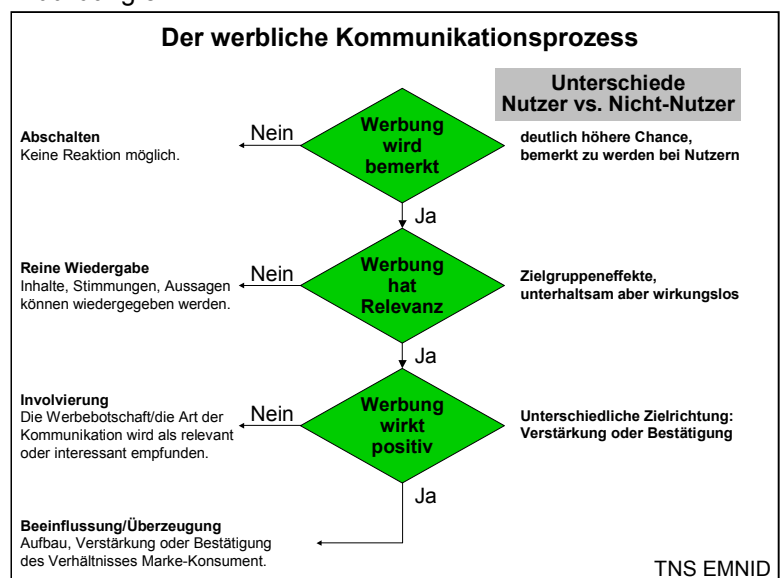 Der werbliche Kommunikationsprozess
Unterschiede
Nutzer vs. Nicht-Nutzer
Abschalten
Keine Reaktion möglich.
Nein
Werbung
wird
bemerkt
deutlich höhere Chance,
bemerkt zu werden bei Nutzern
Ja
Reine Wiedergabe
Inhalte, Stimmungen, Aussagen
können wiedergegeben werden.
Nein
Werbung
hat
Relevanz
Zielgruppeneffekte,
unterhaltsam aber wirkungslos
Ja
Involvierung
Die Werbebotschaft/die Art der
Kommunikation wird als relevant
oder interessant empfunden.
Nein
Werbung
wirkt
positiv
Unterschiedliche Zielrichtung:
Verstärkung oder Bestätigung
Ja
Beeinflussung/Überzeugung
Aufbau, Verstärkung oder Bestätigung
des Verhältnisses Marke-Konsument.
TNS EMNID